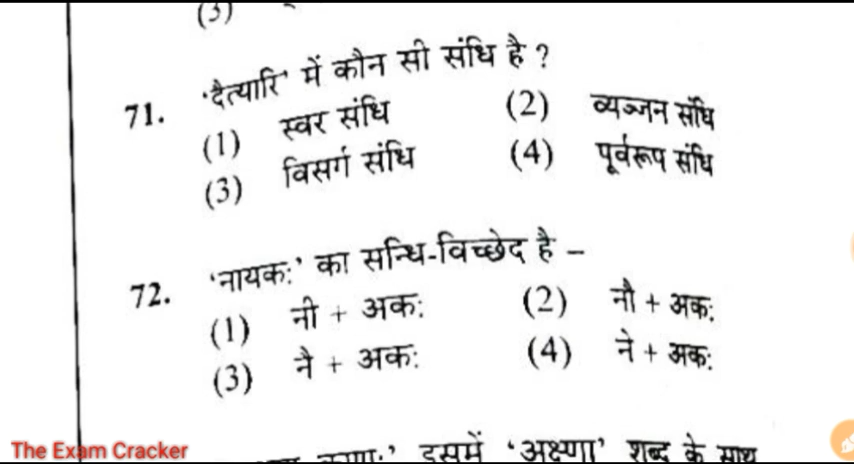 (3)
71. 'दैत्यारि' में कौन सी संधि है ?
(1) स्वर संधि (2) व्यञ्जन संधि
(3) विसर्ग संधि (4) पूर्वरूप संधि
72. 'नायकः' का सन्धि-विच्छेद है –
(1) नी + अकः (2) नौ + अकः
(3) नै + अकः (4) ने + अकः
इसमें 'अक्ष्णा' शब्द के साथ
The Exam Cracker